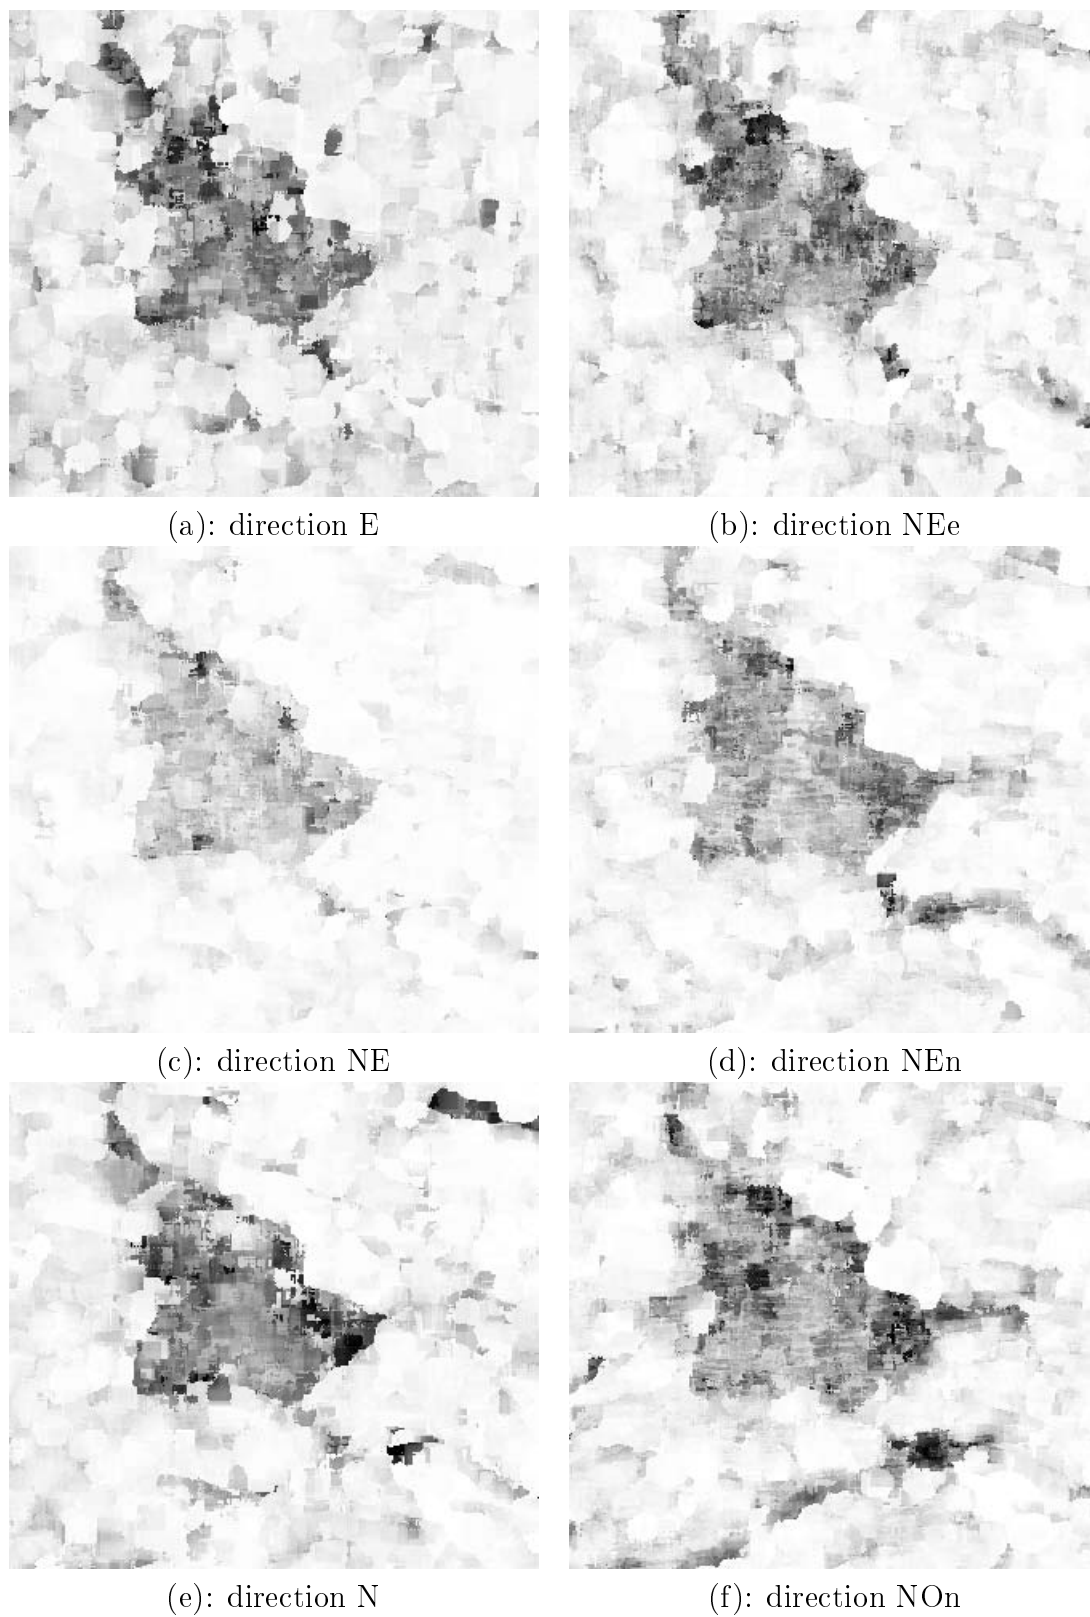 (a): direction E
(b): direction NEe
(c): direction NE
(d): direction NEn
(e): direction N
(f): direction NOn